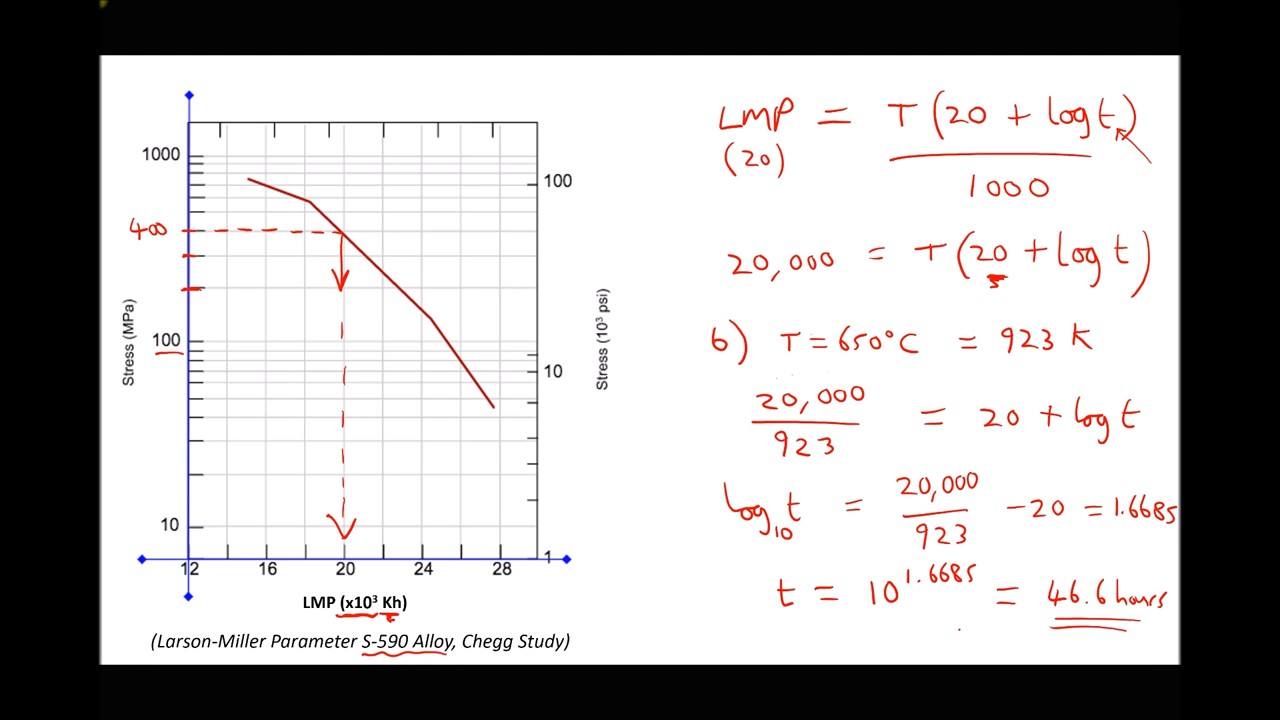 1000
400
100
10
100
10
1
12 16 20 24 28
Stress (MPa)
Stress (10³ psi)
LMP (x10³ Kh)
(Larson-Miller Parameter S-590 Alloy, Chegg Study)
LMP = T (20 + log t)
(20) 1000
20,000 = T (20 + log t)
b) T = 650°C = 923 K
20,000 / 923 = 20 + log t
log₁₀ t = 20,000 / 923 - 20 = 1.6685
t = 10^1.6685 = 46.6 hours